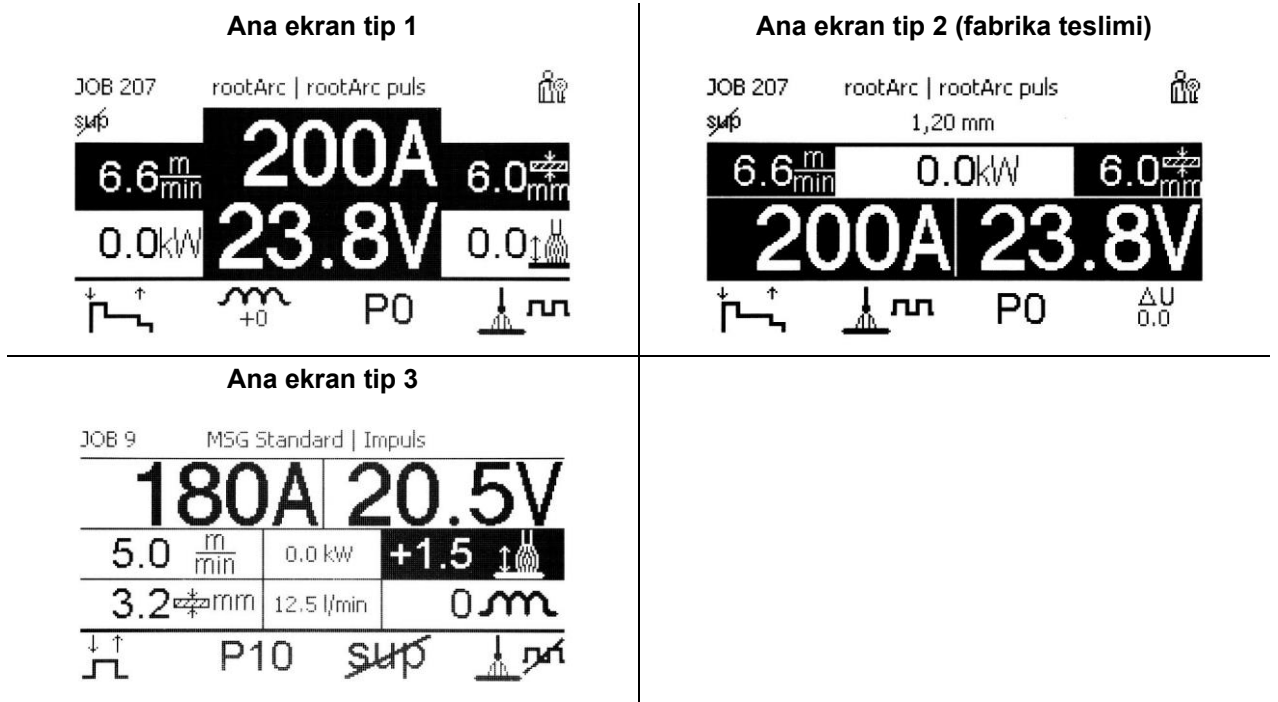 Ana ekran tip 1
JOB 207 rootArc | rootArc puls
sup
200A
6.6 m/min
6.0 mm
23.8V
0.0kW
0.0
+0
P0
Ana ekran tip 2 (fabrika teslimi)
JOB 207 rootArc | rootArc puls
sup 1,20 mm
6.6 m/min 0.0kW 6.0 mm
200A 23.8V
P0 ΔU
0.0
Ana ekran tip 3
JOB 9 MSG Standard | Impuls
180A 20.5V
5.0 m/min 0.0 kW +1.5
3.2 mm 12.5 l/min 0
P10 sup